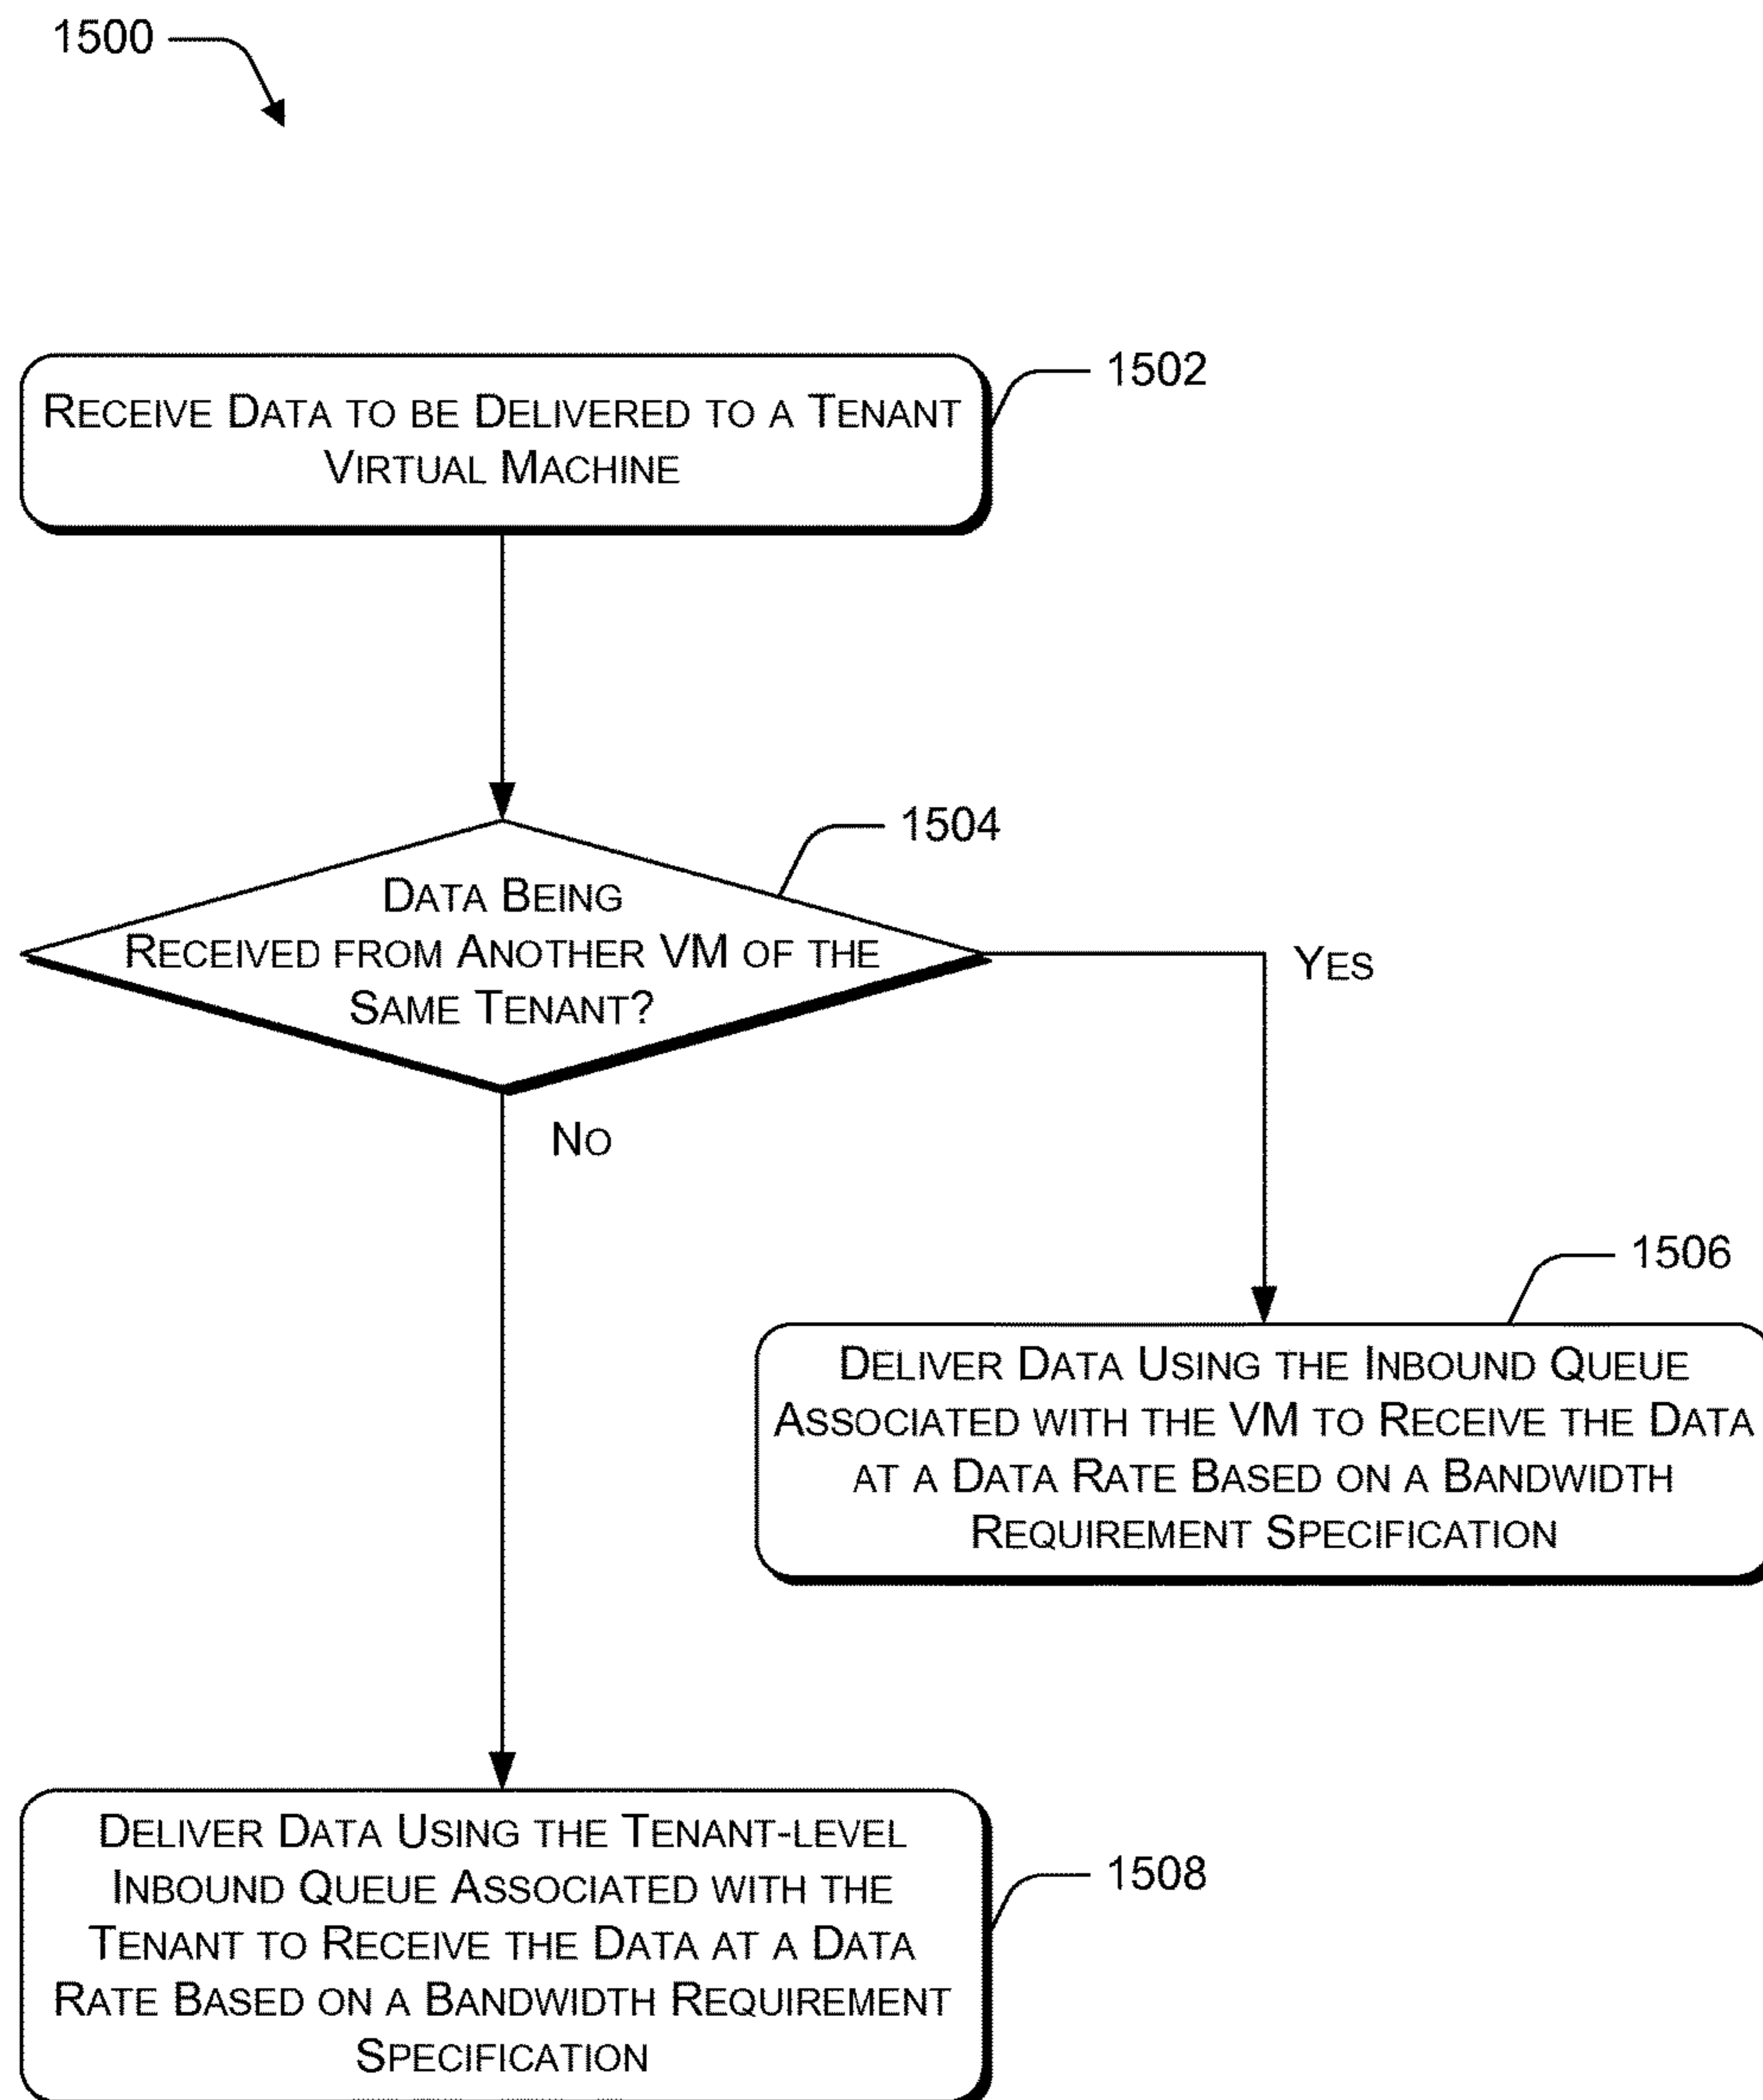 1500
1502
RECEIVE DATA TO BE DELIVERED TO A TENANT
VIRTUAL MACHINE
1504
DATA BEING
RECEIVED FROM ANOTHER VM OF THE
SAME TENANT?
YES
NO
1506
DELIVER DATA USING THE INBOUND QUEUE
ASSOCIATED WITH THE VM TO RECEIVE THE DATA
AT A DATA RATE BASED ON A BANDWIDTH
REQUIREMENT SPECIFICATION
1508
DELIVER DATA USING THE TENANT-LEVEL
INBOUND QUEUE ASSOCIATED WITH THE
TENANT TO RECEIVE THE DATA AT A DATA
RATE BASED ON A BANDWIDTH REQUIREMENT
SPECIFICATION